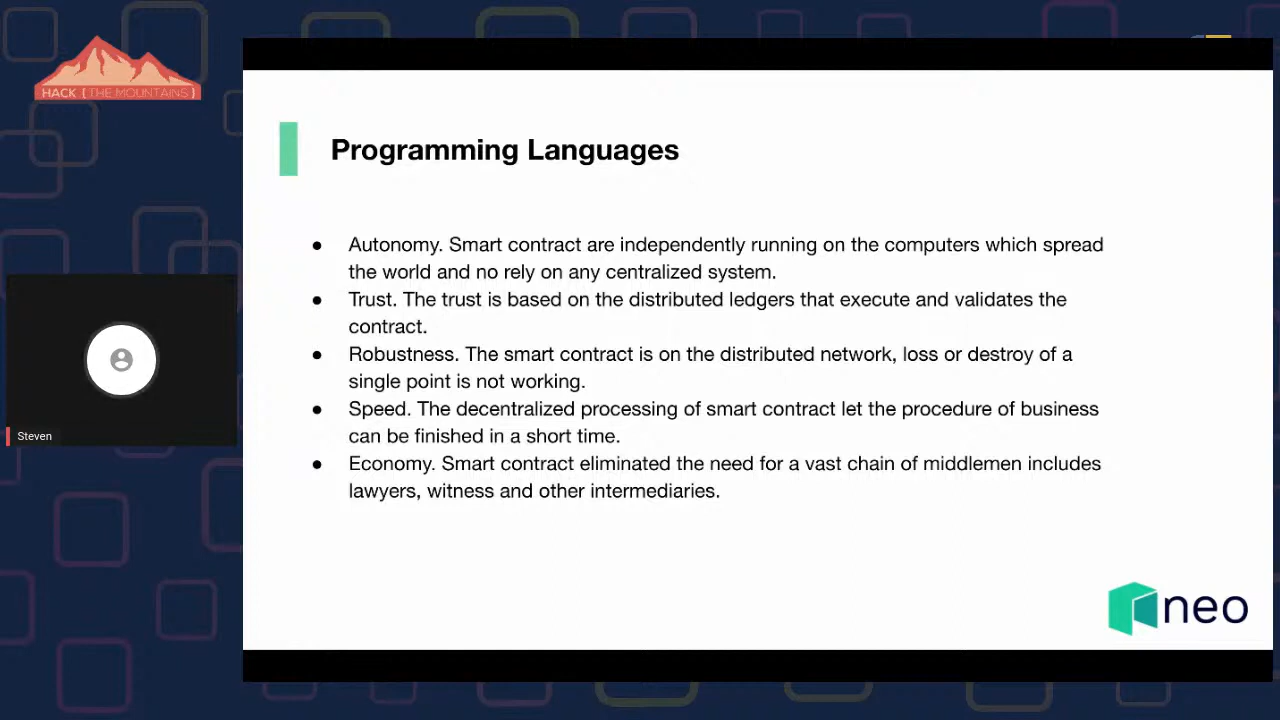 HACK {THE MOUNTAINS}
Programming Languages
● Autonomy. Smart contract are independently running on the computers which spread
the world and no rely on any centralized system.
● Trust. The trust is based on the distributed ledgers that execute and validates the
contract.
● Robustness. The smart contract is on the distributed network, loss or destroy of a
single point is not working.
● Speed. The decentralized processing of smart contract let the procedure of business
can be finished in a short time.
● Economy. Smart contract eliminated the need for a vast chain of middlemen includes
lawyers, witness and other intermediaries.
Steven
neo